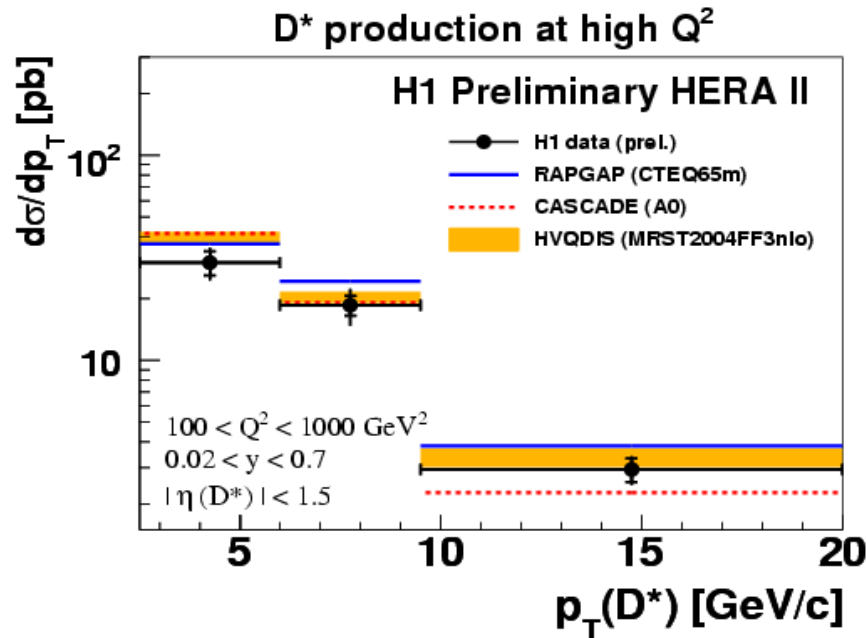 D* production at high Q²
H1 Preliminary HERA II
H1 data (prel.)
RAPGAP (CTEQ65m)
CASCADE (A0)
HVQDIS (MRST2004FF3nlo)
dσ/dp_T [pb]
10²
10
100 < Q² < 1000 GeV²
0.02 < y < 0.7
| η (D*) | < 1.5
5 10 15 20
p_T(D*) [GeV/c]